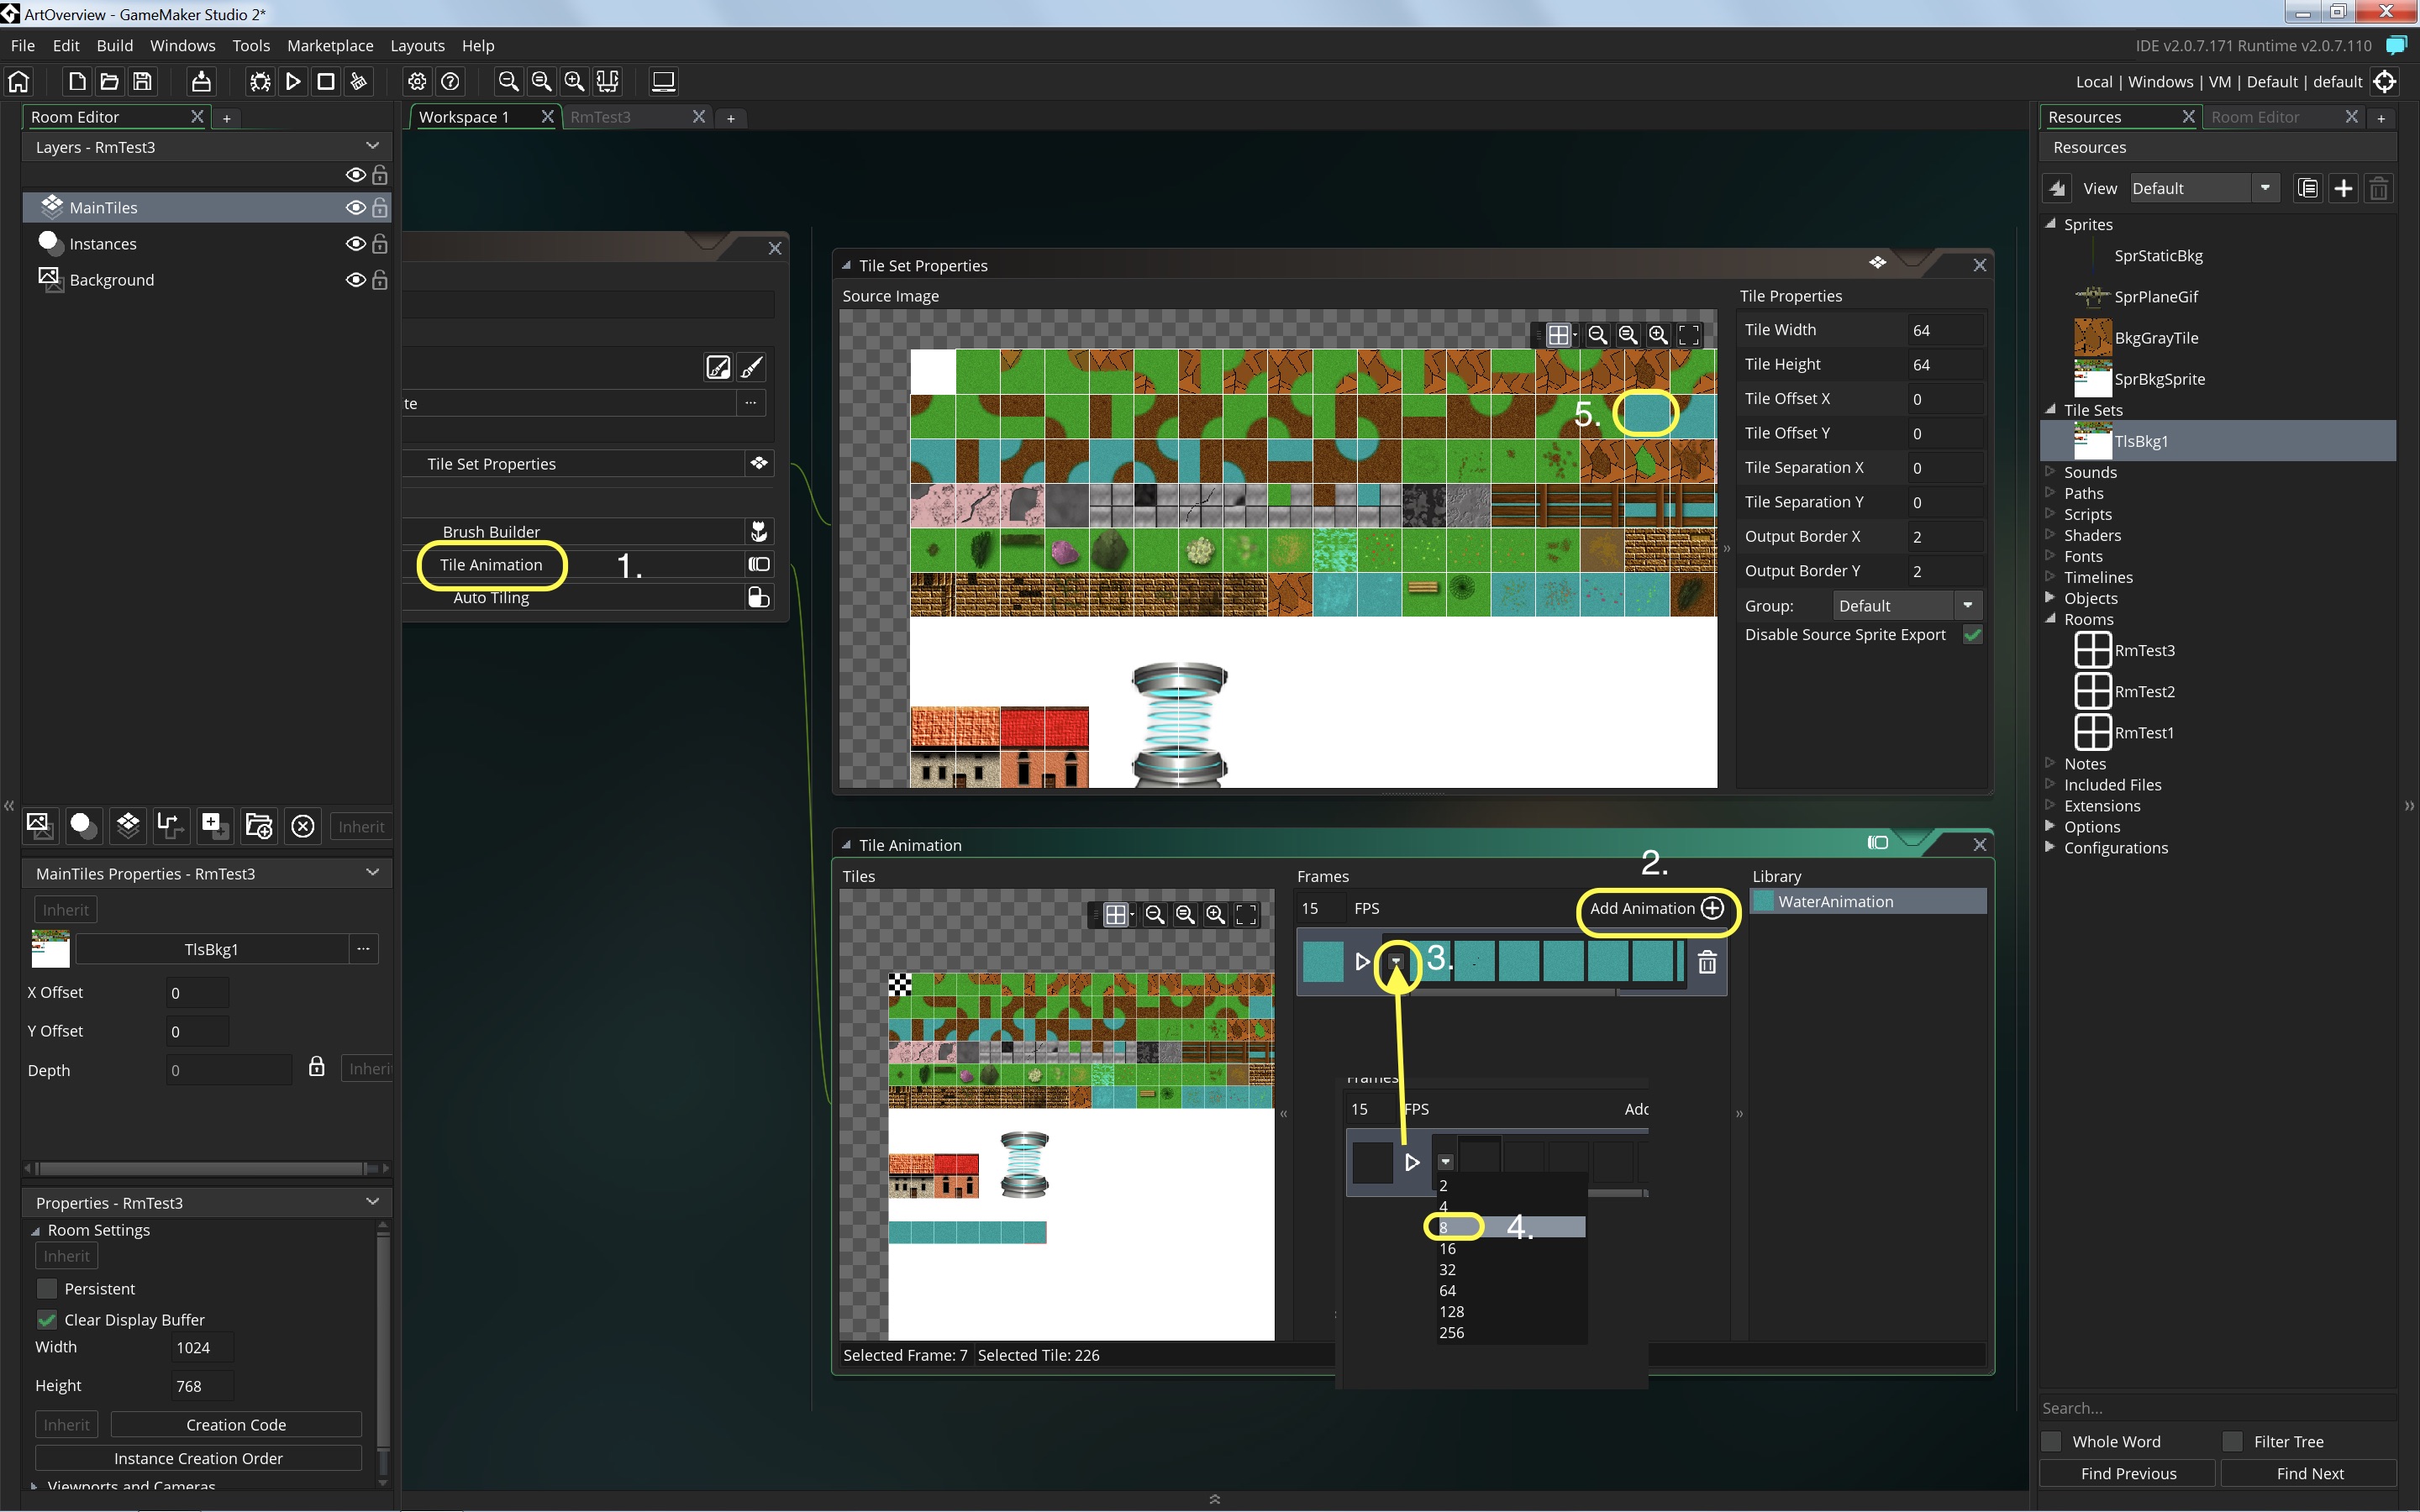 ArtOverview - GameMaker Studio 2*
File Edit Build Windows Tools Marketplace Layouts Help
IDE v2.0.7.171 Runtime v2.0.7.110
Local | Windows | VM | Default | default
Room Editor
Layers - RmTest3
MainTiles
Instances
Background
Inherit
MainTiles Properties - RmTest3
Inherit
TlsBkg1 ...
X Offset 0
Y Offset 0
Depth 0 Inheri
Properties - RmTest3
Room Settings
Inherit
Persistent
Clear Display Buffer
Width 1024
Height 768
Inherit Creation Code
Instance Creation Order
Viewports and Cameras
Workspace 1 RmTest3
te ...
Tile Set Properties
Brush Builder
Tile Animation 1.
Auto Tiling
Tile Set Properties
Source Image
5.
Tile Properties
Tile Width 64
Tile Height 64
Tile Offset X 0
Tile Offset Y 0
Tile Separation X 0
Tile Separation Y 0
Output Border X 2
Output Border Y 2
Group: Default
Disable Source Sprite Export
Tile Animation
Tiles
Frames
2.
15 FPS Add Animation
3.
Library
WaterAnimation
Frames
15 FPS Add
2
4
8 4.
16
32
64
128
256
Selected Frame: 7 Selected Tile: 226
Resources Room Editor
Resources
View Default
Sprites
SprStaticBkg
SprPlaneGif
BkgGrayTile
SprBkgSprite
Tile Sets
TlsBkg1
Sounds
Paths
Scripts
Shaders
Fonts
Timelines
Objects
Rooms
RmTest3
RmTest2
RmTest1
Notes
Included Files
Extensions
Options
Configurations
Search...
Whole Word Filter Tree
Find Previous Find Next